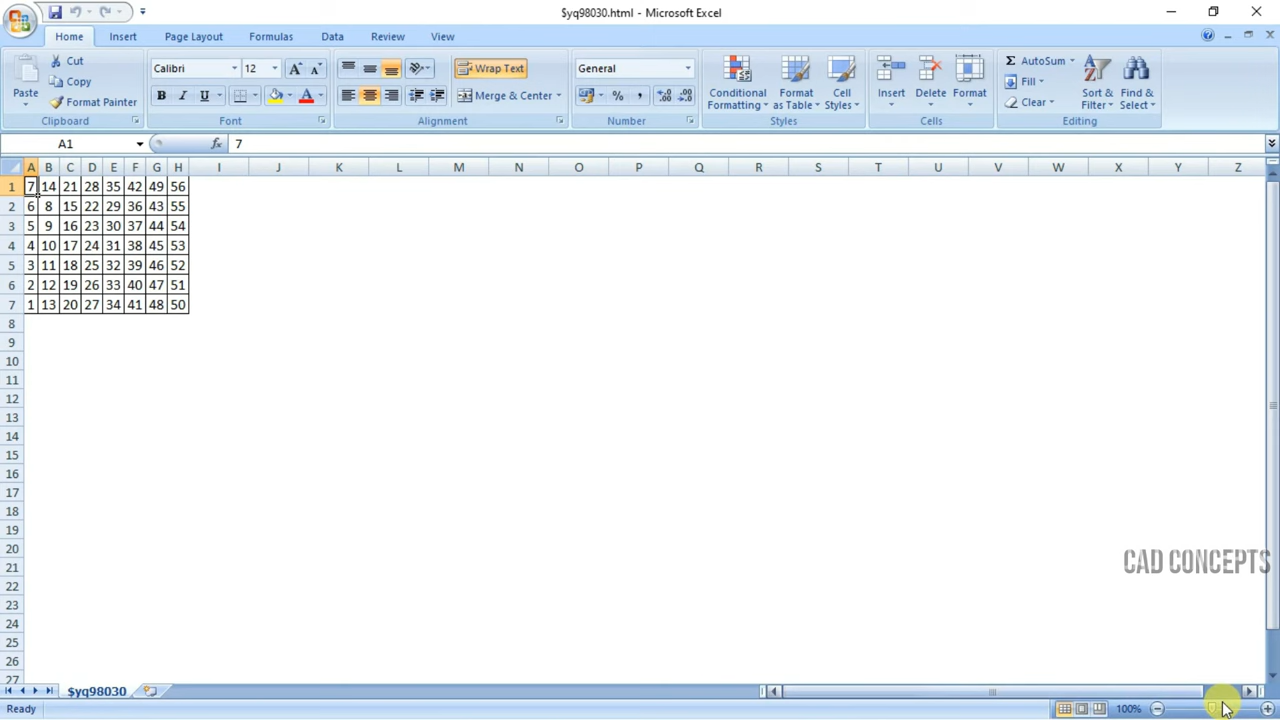 $yq98030.html - Microsoft Excel
Home Insert Page Layout Formulas Data Review View
Paste Cut Copy Format Painter Clipboard
Calibri 12 A A B I U A Font
Wrap Text Merge & Center Alignment
General % , Number
Conditional Formatting Format as Table Cell Styles Styles
Insert Delete Format Cells
Σ AutoSum Fill Clear Sort & Filter Find & Select Editing
A1 fx 7
A B C D E F G H I J K L M N O P Q R S T U V W X Y Z
1 7 14 21 28 35 42 49 56
2 6 8 15 22 29 36 43 55
3 5 9 16 23 30 37 44 54
4 4 10 17 24 31 38 45 53
5 3 11 18 25 32 39 46 52
6 2 12 19 26 33 40 47 51
7 1 13 20 27 34 41 48 50
8
9
10
11
12
13
14
15
16
17
18
19
20
21
22
23
24
25
26
27
CAD CONCEPTS
$yq98030
Ready 100%